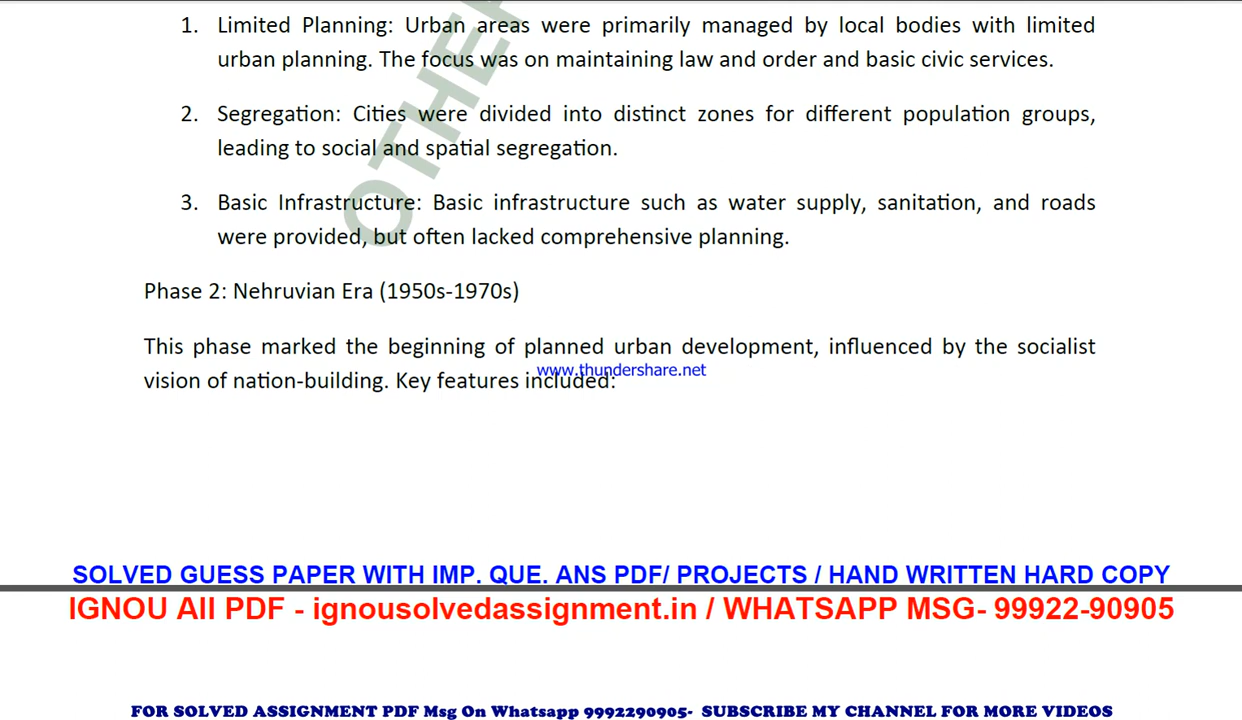 1. Limited Planning: Urban areas were primarily managed by local bodies with limited
urban planning. The focus was on maintaining law and order and basic civic services.
2. Segregation: Cities were divided into distinct zones for different population groups,
leading to social and spatial segregation.
3. Basic Infrastructure: Basic infrastructure such as water supply, sanitation, and roads
were provided, but often lacked comprehensive planning.
Phase 2: Nehruvian Era (1950s-1970s)
This phase marked the beginning of planned urban development, influenced by the socialist
vision of nation-building. Key features included:
www.thundershare.net
OTHE
SOLVED GUESS PAPER WITH IMP. QUE. ANS PDF/ PROJECTS / HAND WRITTEN HARD COPY
IGNOU All PDF - ignousolvedassignment.in / WHATSAPP MSG- 99922-90905
FOR SOLVED ASSIGNMENT PDF Msg On Whatsapp 9992290905- SUBSCRIBE MY CHANNEL FOR MORE VIDEOS